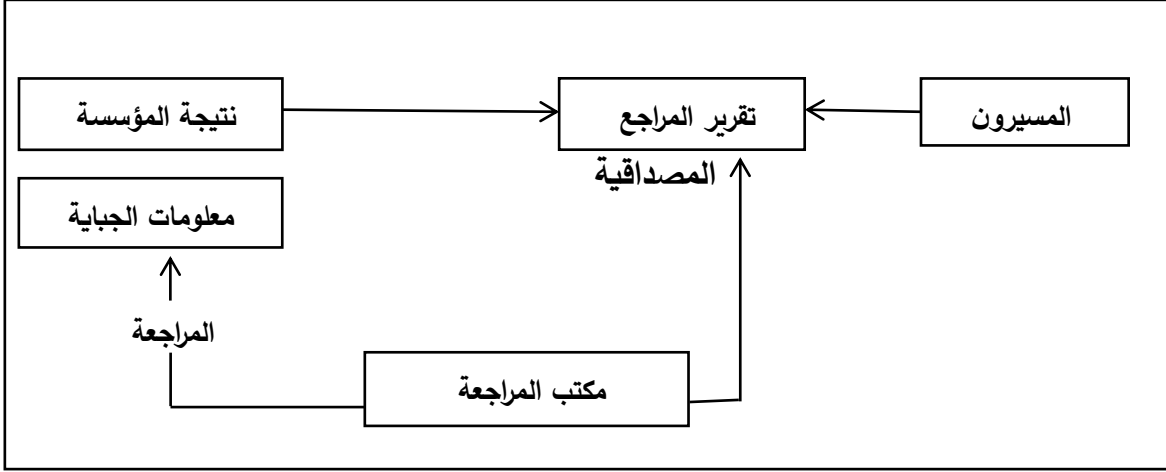 المسيرون
تقرير المراجع
نتيجة المؤسسة
المصداقية
معلومات الجباية
المراجعة
مكتب المراجعة